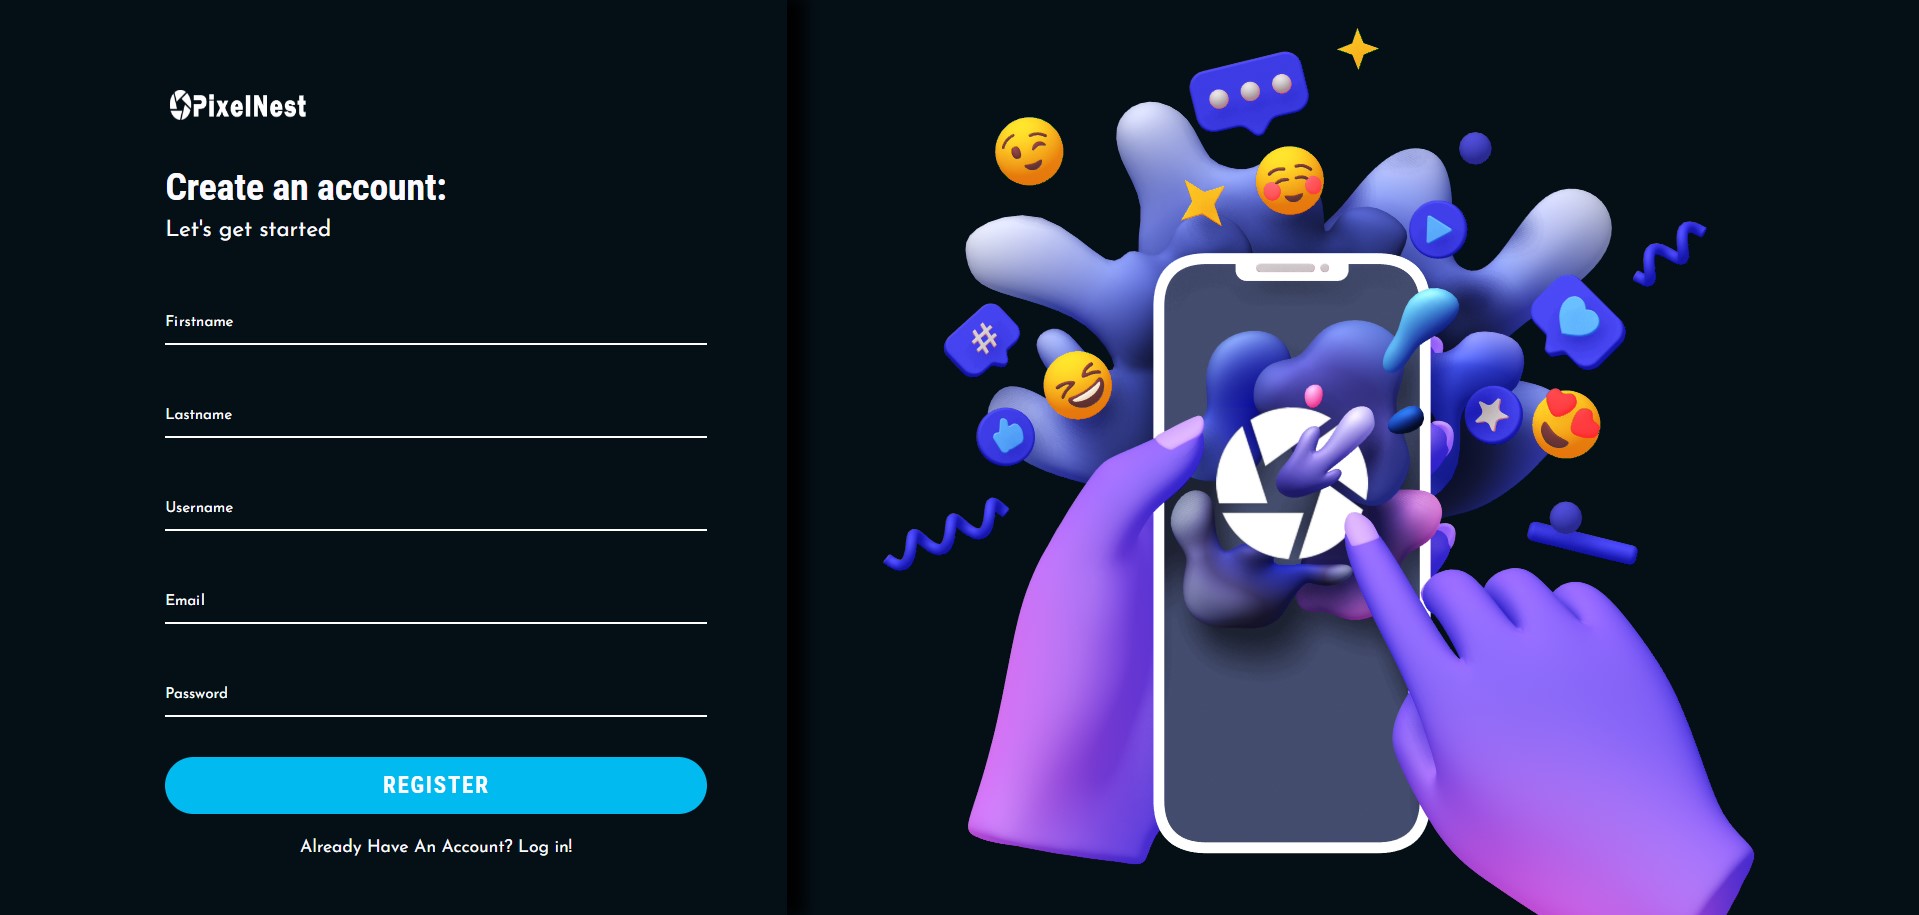 PixelNest
Create an account:
Let's get started
Firstname
Lastname
Username
Email
Password
REGISTER
Already Have An Account? Log in!
#